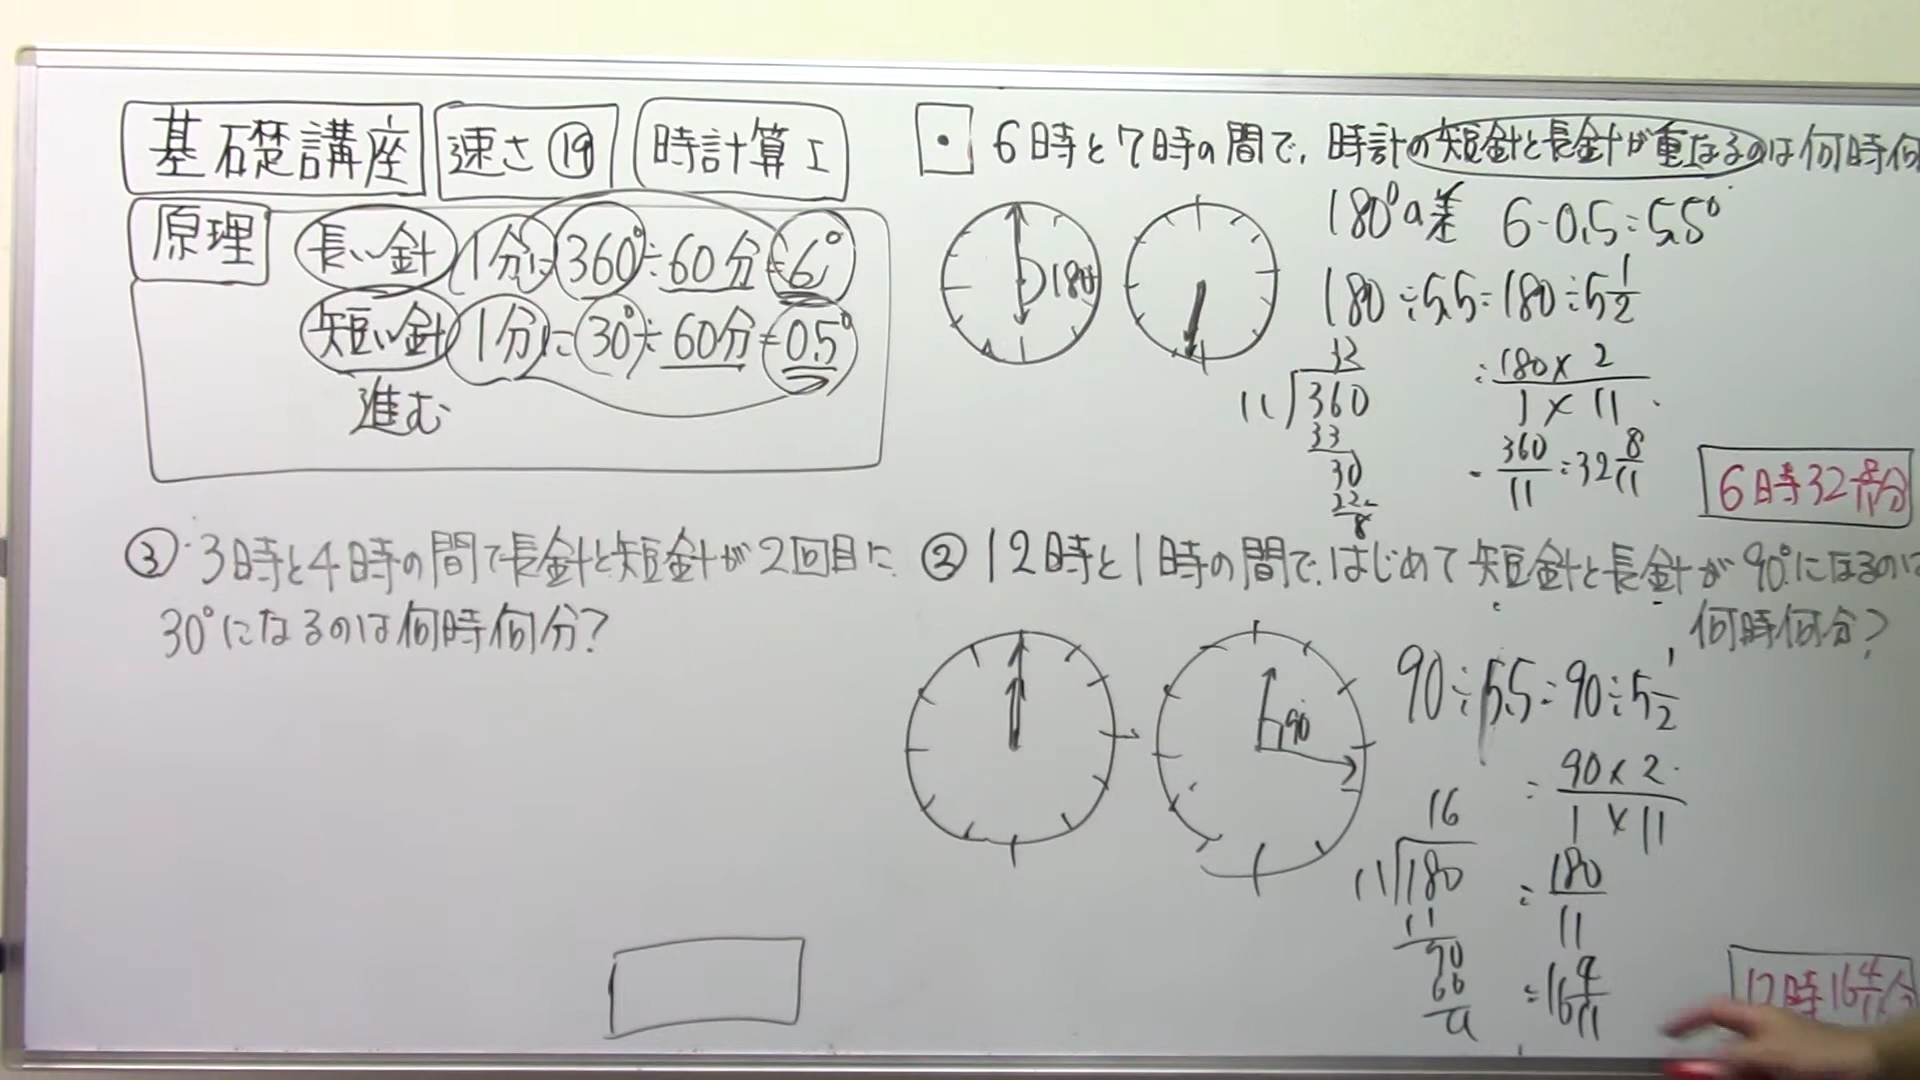 基礎講座 速さ⑲ 時計算I
原理 長い針 1分に 360°÷60分=6°
短い針 1分に 30°÷60分=0.5°
進む
・ 6時と7時の間で、時計の短針と長針が重なるのは何時何
180°の差 6-0.5=5.5°
180
180÷5.5=180÷5 1/2
=180×2/1×11
=360/11=32 8/11
32
11)360
33
30
22
8
6時32 8/11分
③・3時と4時の間で長針と短針が2回目に
30°になるのは何時何分?
② 12時と1時の間で、はじめて短針と長針が90°になるのは
何時何分?
90
90÷5.5=90÷5 1/2
=90×2/1×11
=180/11
=16 4/11
16
11)180
11
70
66
4
12時16 4/11分